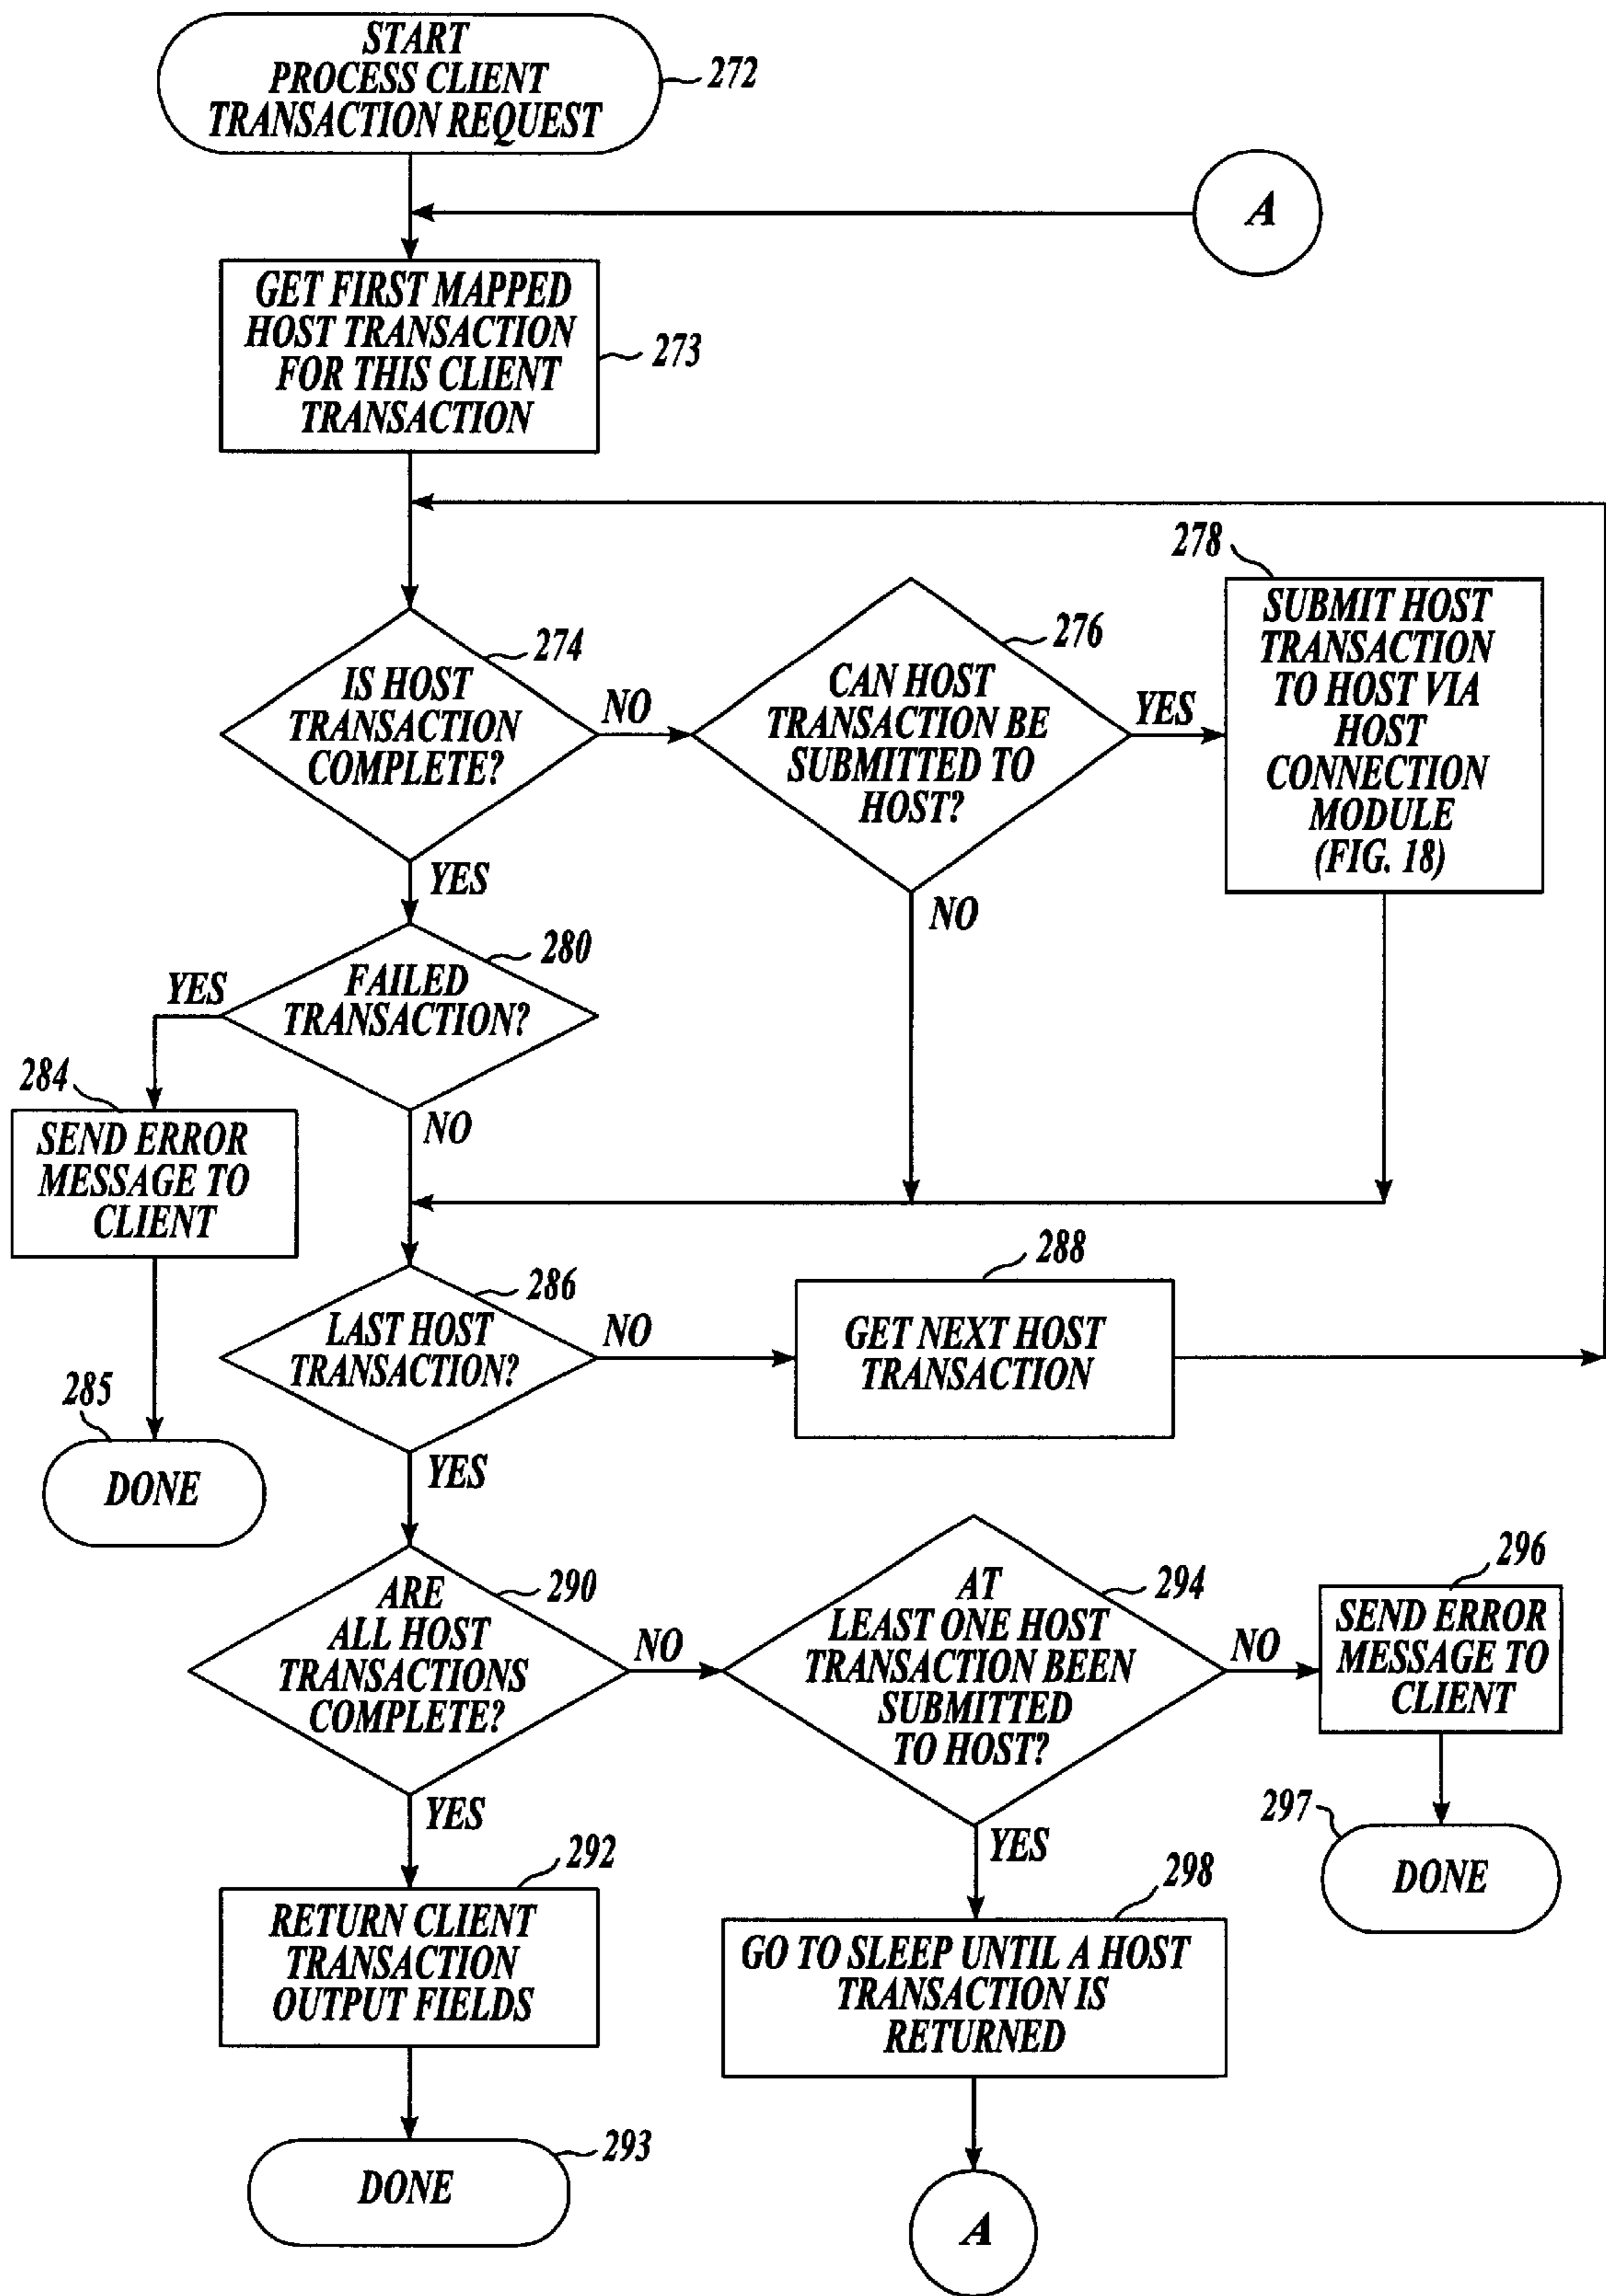 START
PROCESS CLIENT
TRANSACTION REQUEST
272
A
GET FIRST MAPPED
HOST TRANSACTION
FOR THIS CLIENT
TRANSACTION
273
IS HOST
TRANSACTION
COMPLETE?
274
NO
CAN HOST
TRANSACTION BE
SUBMITTED TO
HOST?
276
YES
278
SUBMIT HOST
TRANSACTION
TO HOST VIA
HOST
CONNECTION
MODULE
(FIG. 18)
YES
NO
FAILED
TRANSACTION?
280
YES
NO
284
SEND ERROR
MESSAGE TO
CLIENT
285
DONE
LAST HOST
TRANSACTION?
286
NO
288
GET NEXT HOST
TRANSACTION
YES
ARE
ALL HOST
TRANSACTIONS
COMPLETE?
290
NO
AT
LEAST ONE HOST
TRANSACTION BEEN
SUBMITTED
TO HOST?
294
NO
296
SEND ERROR
MESSAGE TO
CLIENT
297
DONE
YES
292
RETURN CLIENT
TRANSACTION
OUTPUT FIELDS
293
DONE
YES
298
GO TO SLEEP UNTIL A HOST
TRANSACTION IS
RETURNED
A